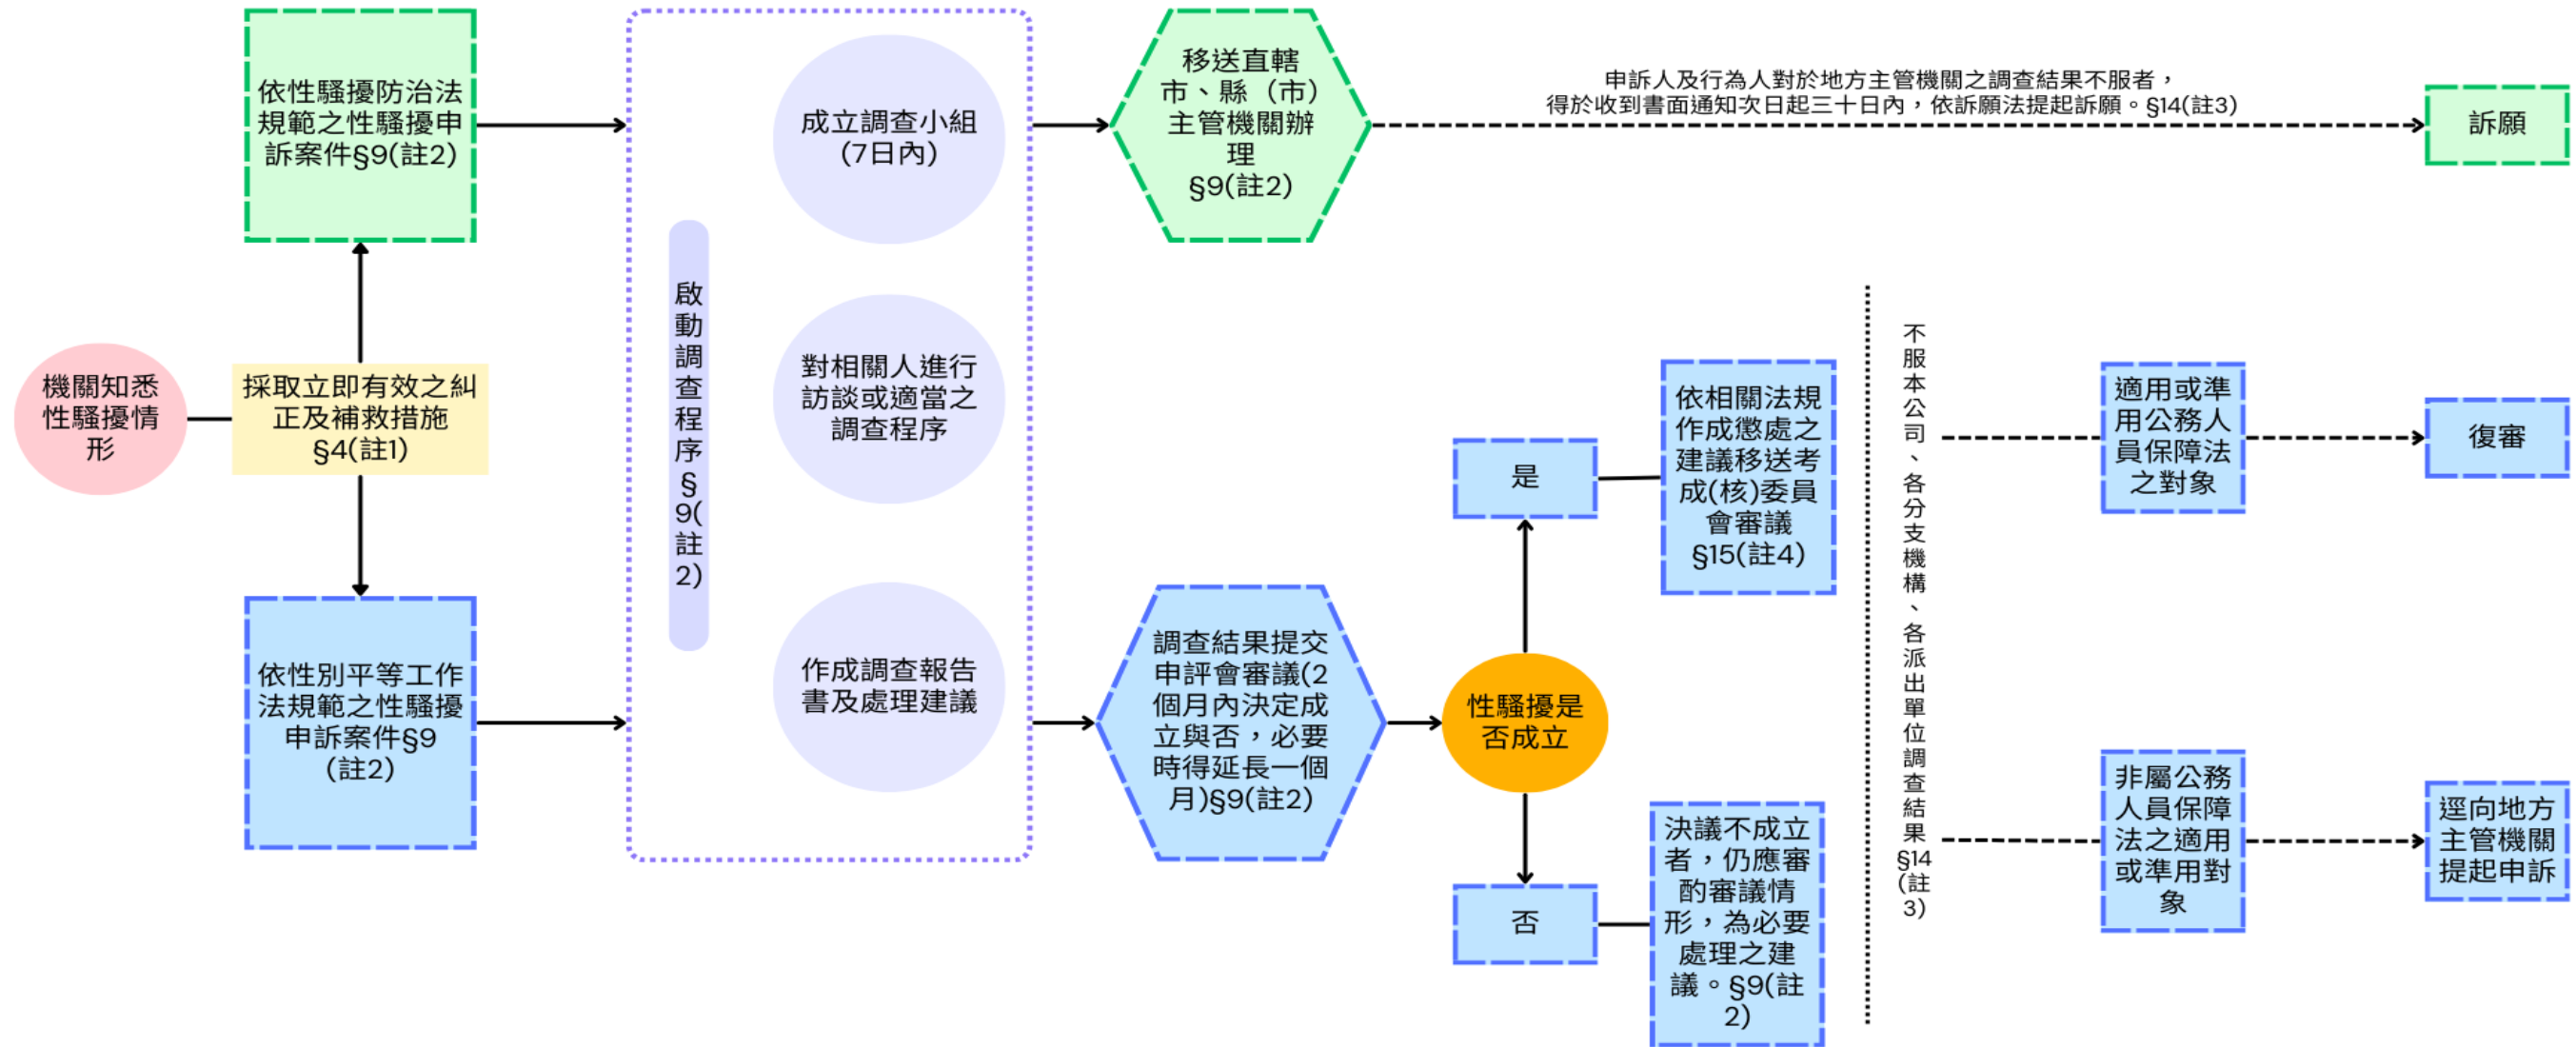 機關知悉
性騷擾情
形
採取立即有效之糾
正及補救措施
§4(註1)
依性騷擾防治法
規範之性騷擾申
訴案件§9(註2)
依性別平等工作
法規範之性騷擾
申訴案件§9
(註2)
啟
動
調
查
程
序
§
9(
註
2)
成立調查小組
(7日內)
對相關人進行
訪談或適當之
調查程序
作成調查報告
書及處理建議
移送直轄
市、縣（市）
主管機關辦
理
§9(註2)
申訴人及行為人對於地方主管機關之調查結果不服者，
得於收到書面通知次日起三十日內，依訴願法提起訴願。§14(註3)
訴願
調查結果提交
申評會審議(2
個月內決定成
立與否，必要
時得延長一個
月)§9(註2)
性騷擾是
否成立
是
依相關法規
作成懲處之
建議移送考
成(核)委員
會審議
§15(註4)
否
決議不成立
者，仍應審
酌審議情
形，為必要
處理之建
議。§9(註
2)
不
服
本
公
司
、
各
分
支
機
構
、
各
派
出
單
位
調
查
結
果
§14
(註
3)
適用或準
用公務人
員保障法
之對象
復審
非屬公務
人員保障
法之適用
或準用對
象
逕向地方
主管機關
提起申訴